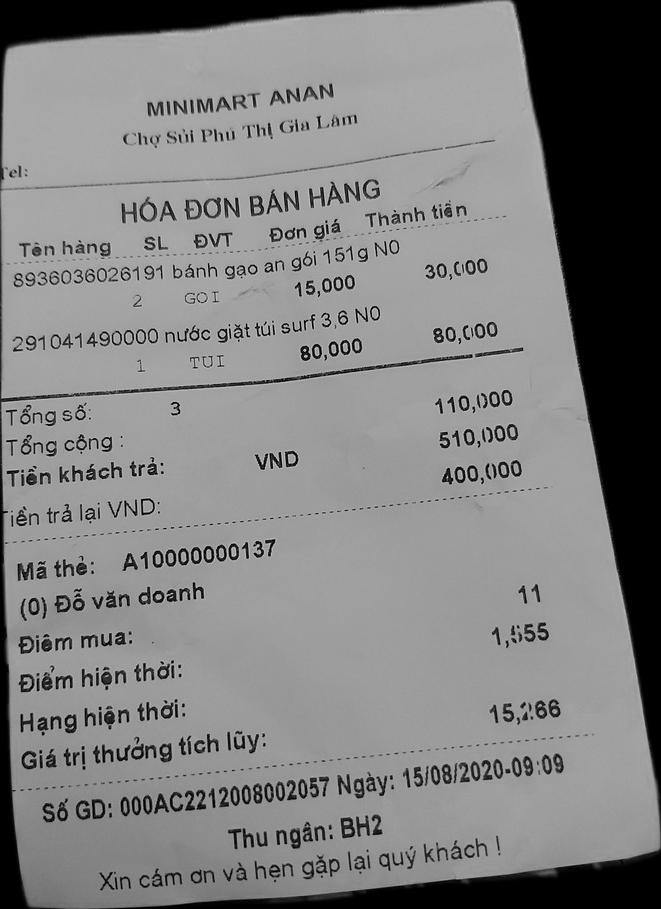 MINIMART ANAN
Chợ Sủi Phú Thị Gia Lâm
Tel:
HÓA ĐƠN BÁN HÀNG
Tên hàng SL ĐVT Đơn giá Thành tiền
8936036026191 bánh gạo an gói 151g N0
2 GOI 15,000 30,000
291041490000 nước giặt túi surf 3,6 N0
1 TUI 80,000 80,000
Tổng số: 3
Tổng cộng : 110,000
Tiền khách trả: VND 510,000
Tiền trả lại VND: 400,000
Mã thẻ: A10000000137
(0) Đỗ văn doanh
Điêm mua: 11
Điểm hiện thời: 1,555
Hạng hiện thời:
Giá trị thưởng tích lũy: 15,266
Số GD: 000AC2212008002057 Ngày: 15/08/2020-09:09
Thu ngân: BH2
Xin cám ơn và hẹn gặp lại quý khách !